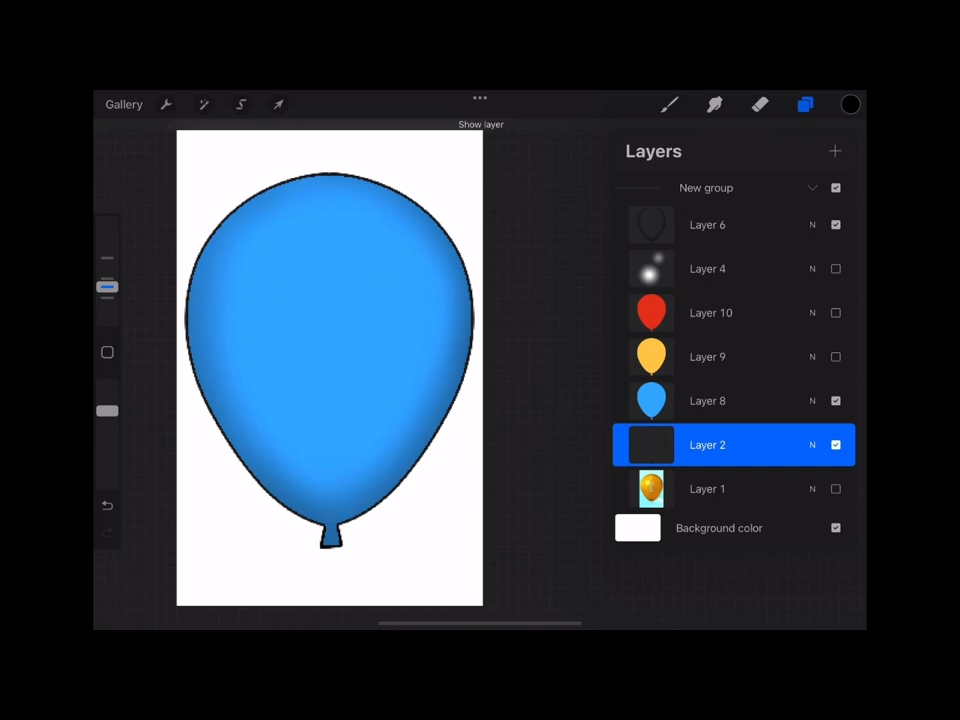 Gallery
Show layer
Layers
New group
Layer 6 N
Layer 4 N
Layer 10 N
Layer 9 N
Layer 8 N
Layer 2 N
Layer 1 N
Background color